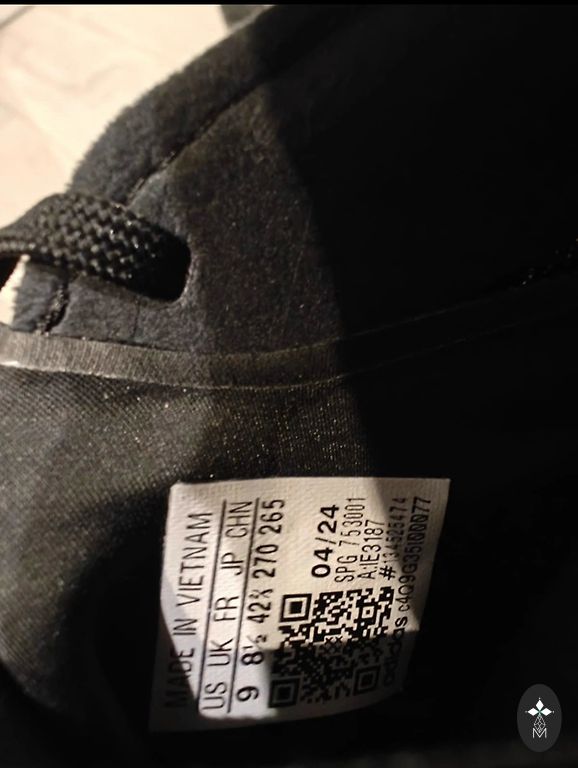 MADE IN VIETNAM
US UK FR JP CHN
9 8½ 42⅔ 270 265
04/24
SPG 753001
A:IE3187
#134525474
adidas c4Q9G35I00077
M